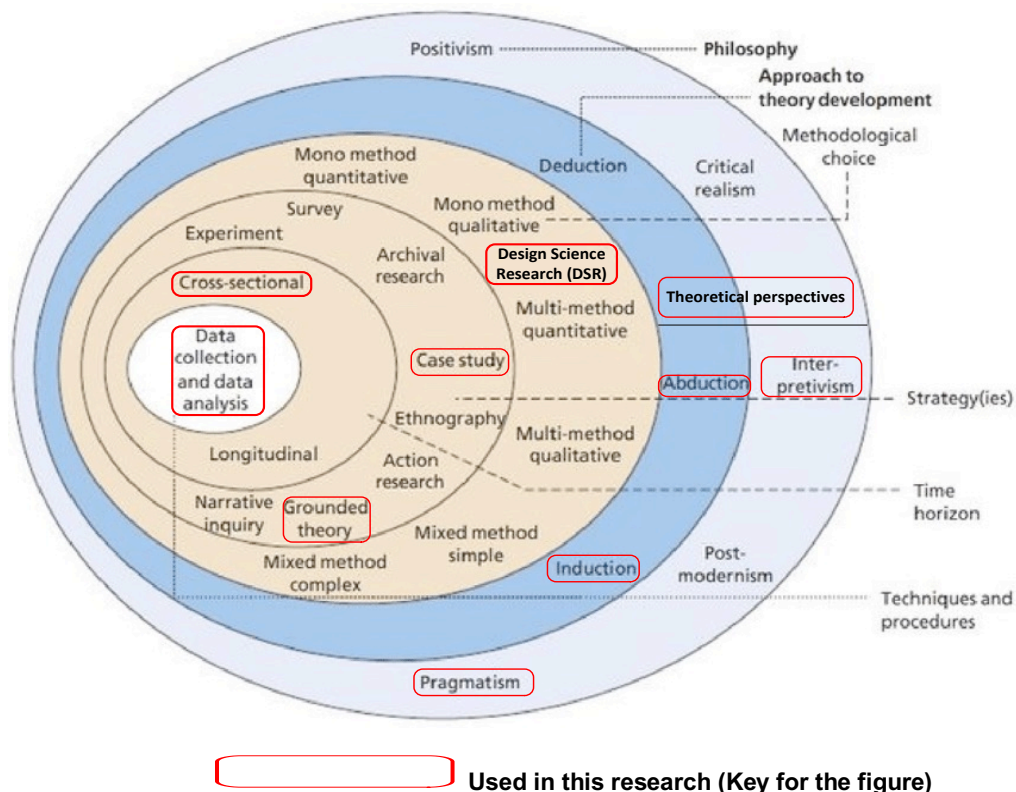 Positivism
Philosophy
Approach to
theory development
Methodological
choice
Mono method
quantitative
Deduction
Critical
realism
Survey
Mono method
qualitative
Experiment
Archival
research
Design Science
Research (DSR)
Cross-sectional
Theoretical perspectives
Multi-method
quantitative
Data
collection
and data
analysis
Case study
Abduction
Inter-
pretivism
Strategy(ies)
Ethnography
Multi-method
qualitative
Longitudinal
Action
research
Time
horizon
Narrative
inquiry
Grounded
theory
Mixed method
simple
Mixed method
complex
Induction
Post-
modernism
Techniques and
procedures
Pragmatism
Used in this research (Key for the figure)